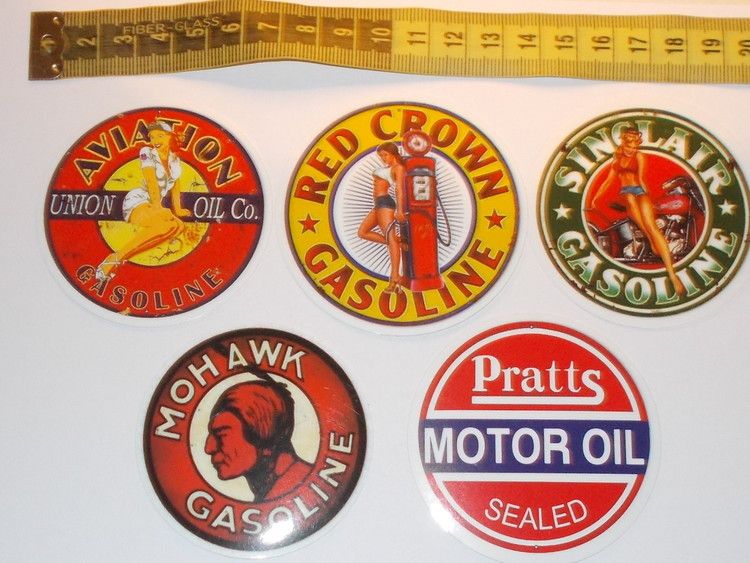 FIBER-GLASS
1 2 3 4 5 6 7 8 9 10 11 12 13 14 15 16 17 18 19 20
AVIATION
UNION OIL Co.
GASOLINE
RED CROWN
GASOLINE
SINCLAIR
GASOLINE
MOHAWK
GASOLINE
Pratts
MOTOR OIL
SEALED